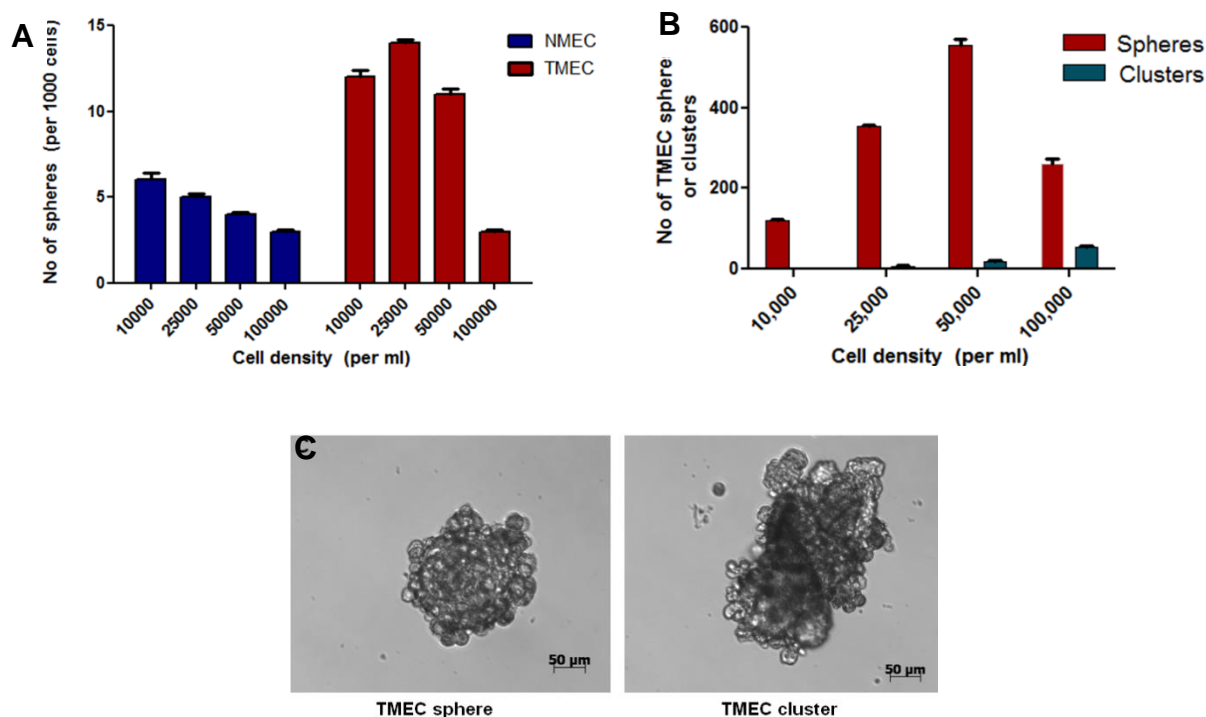 A
No of spheres (per 1000 cells)
15
10
5
0
NMEC
TMEC
10000
25000
50000
100000
10000
25000
50000
100000
Cell density (per ml)
B
No of TMEC sphere
or clusters
600
400
200
0
Spheres
Clusters
10,000
25,000
50,000
100,000
Cell density (per ml)
C
50 µm
50 µm
TMEC sphere
TMEC cluster